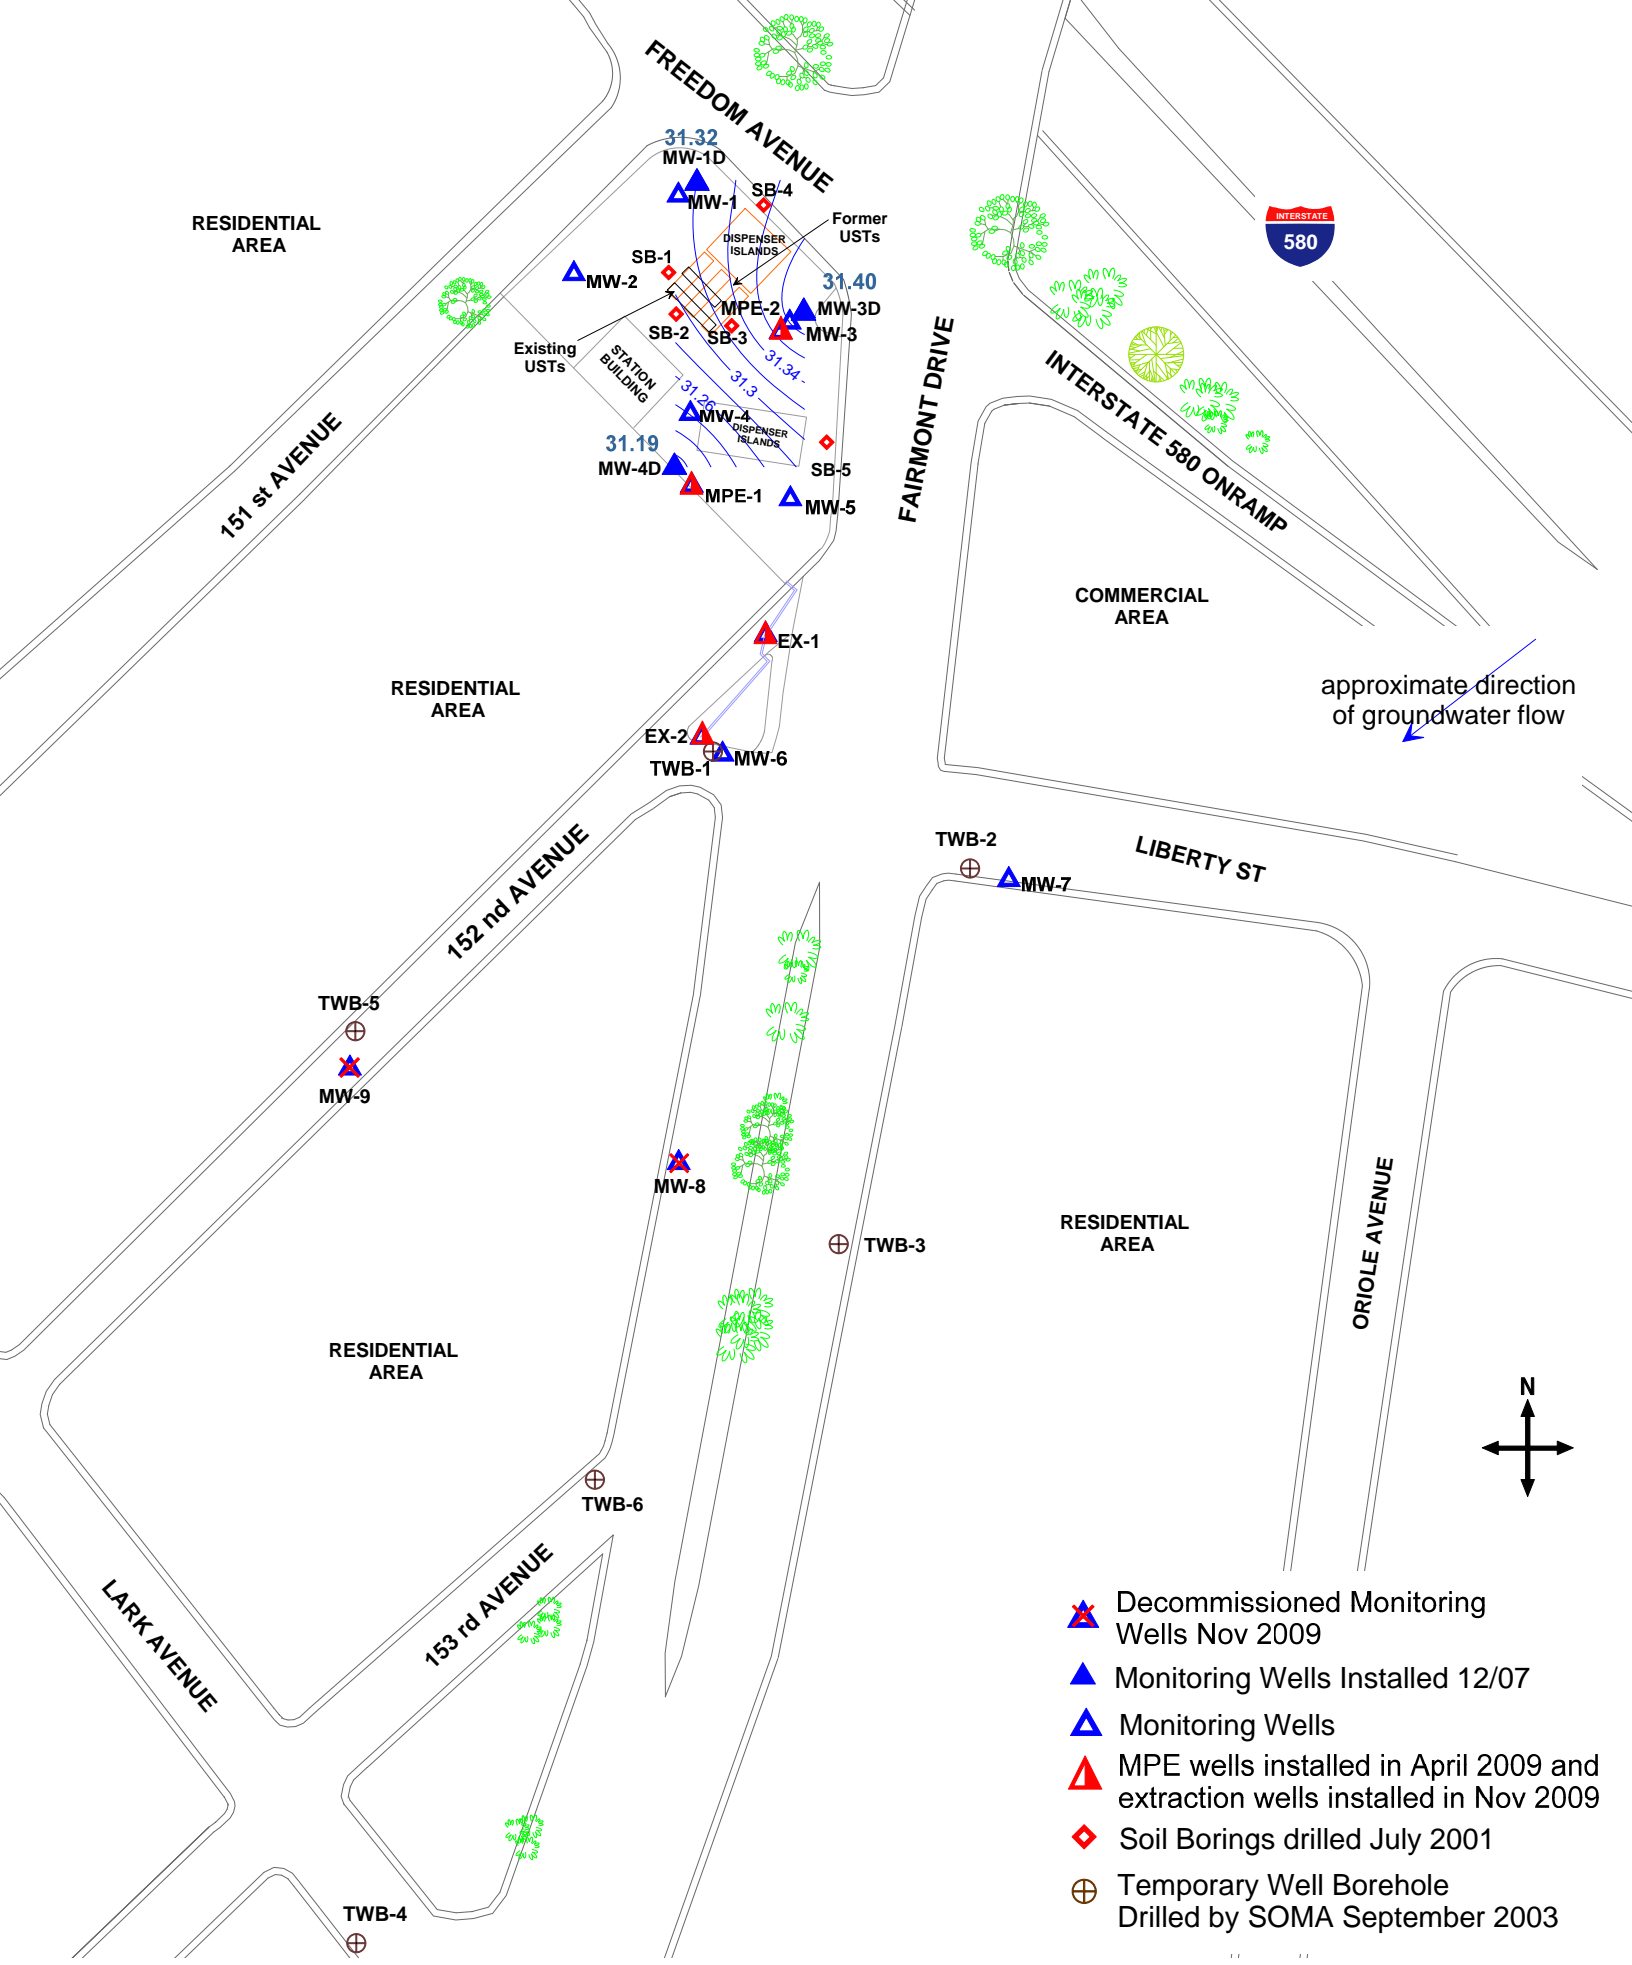 FREEDOM AVENUE
31.32
MW-1D
MW-1
SB-4
RESIDENTIAL
AREA
Former
USTs
DISPENSER
ISLANDS
INTERSTATE
580
SB-1
MW-2
31.40
MPE-2
MW-3D
MW-3
SB-2
SB-3
Existing
USTs
STATION
BUILDING
31.34
31.3
31.26
MW-4
DISPENSER
ISLANDS
31.19
MW-4D
MPE-1
SB-5
MW-5
FAIRMONT DRIVE
INTERSTATE 580 ONRAMP
151 st AVENUE
COMMERCIAL
AREA
EX-1
RESIDENTIAL
AREA
approximate direction
of groundwater flow
EX-2
TWB-1
MW-6
152 nd AVENUE
TWB-2
MW-7
LIBERTY ST
TWB-5
MW-9
MW-8
TWB-3
RESIDENTIAL
AREA
ORIOLE AVENUE
RESIDENTIAL
AREA
N
TWB-6
153 rd AVENUE
LARK AVENUE
TWB-4
Decommissioned Monitoring
Wells Nov 2009
Monitoring Wells Installed 12/07
Monitoring Wells
MPE wells installed in April 2009 and
extraction wells installed in Nov 2009
Soil Borings drilled July 2001
Temporary Well Borehole
Drilled by SOMA September 2003